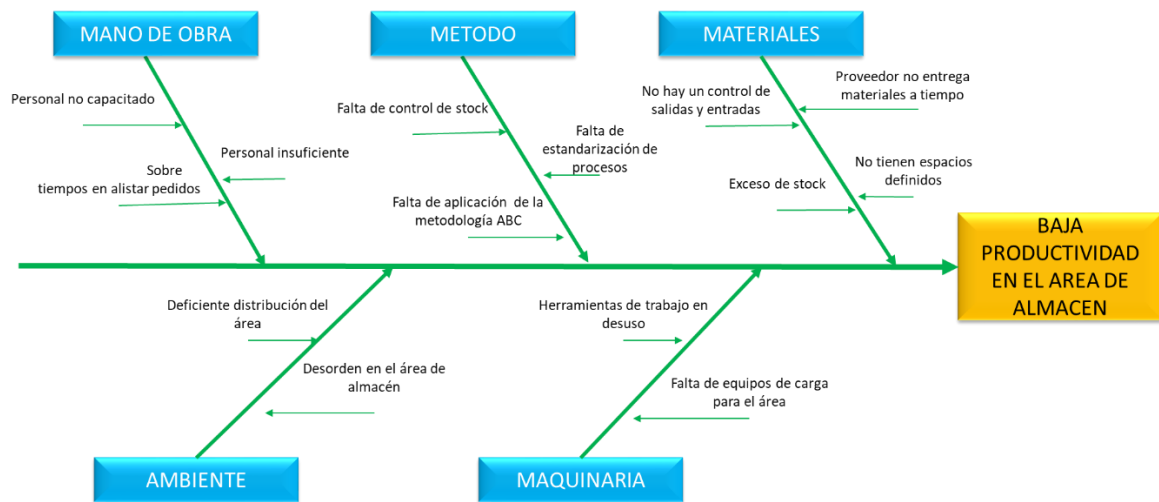 MANO DE OBRA
METODO
MATERIALES
Personal no capacitado
Personal insuficiente
Sobre
tiempos en alistar pedidos
Falta de control de stock
Falta de
estandarización de
procesos
Falta de aplicación de la
metodología ABC
Proveedor no entrega
materiales a tiempo
No hay un control de
salidas y entradas
No tienen espacios
definidos
Exceso de stock
BAJA
PRODUCTIVIDAD
EN EL AREA DE
ALMACEN
Deficiente distribución del
área
Desorden en el área de
almacén
Herramientas de trabajo en
desuso
Falta de equipos de carga
para el área
AMBIENTE
MAQUINARIA